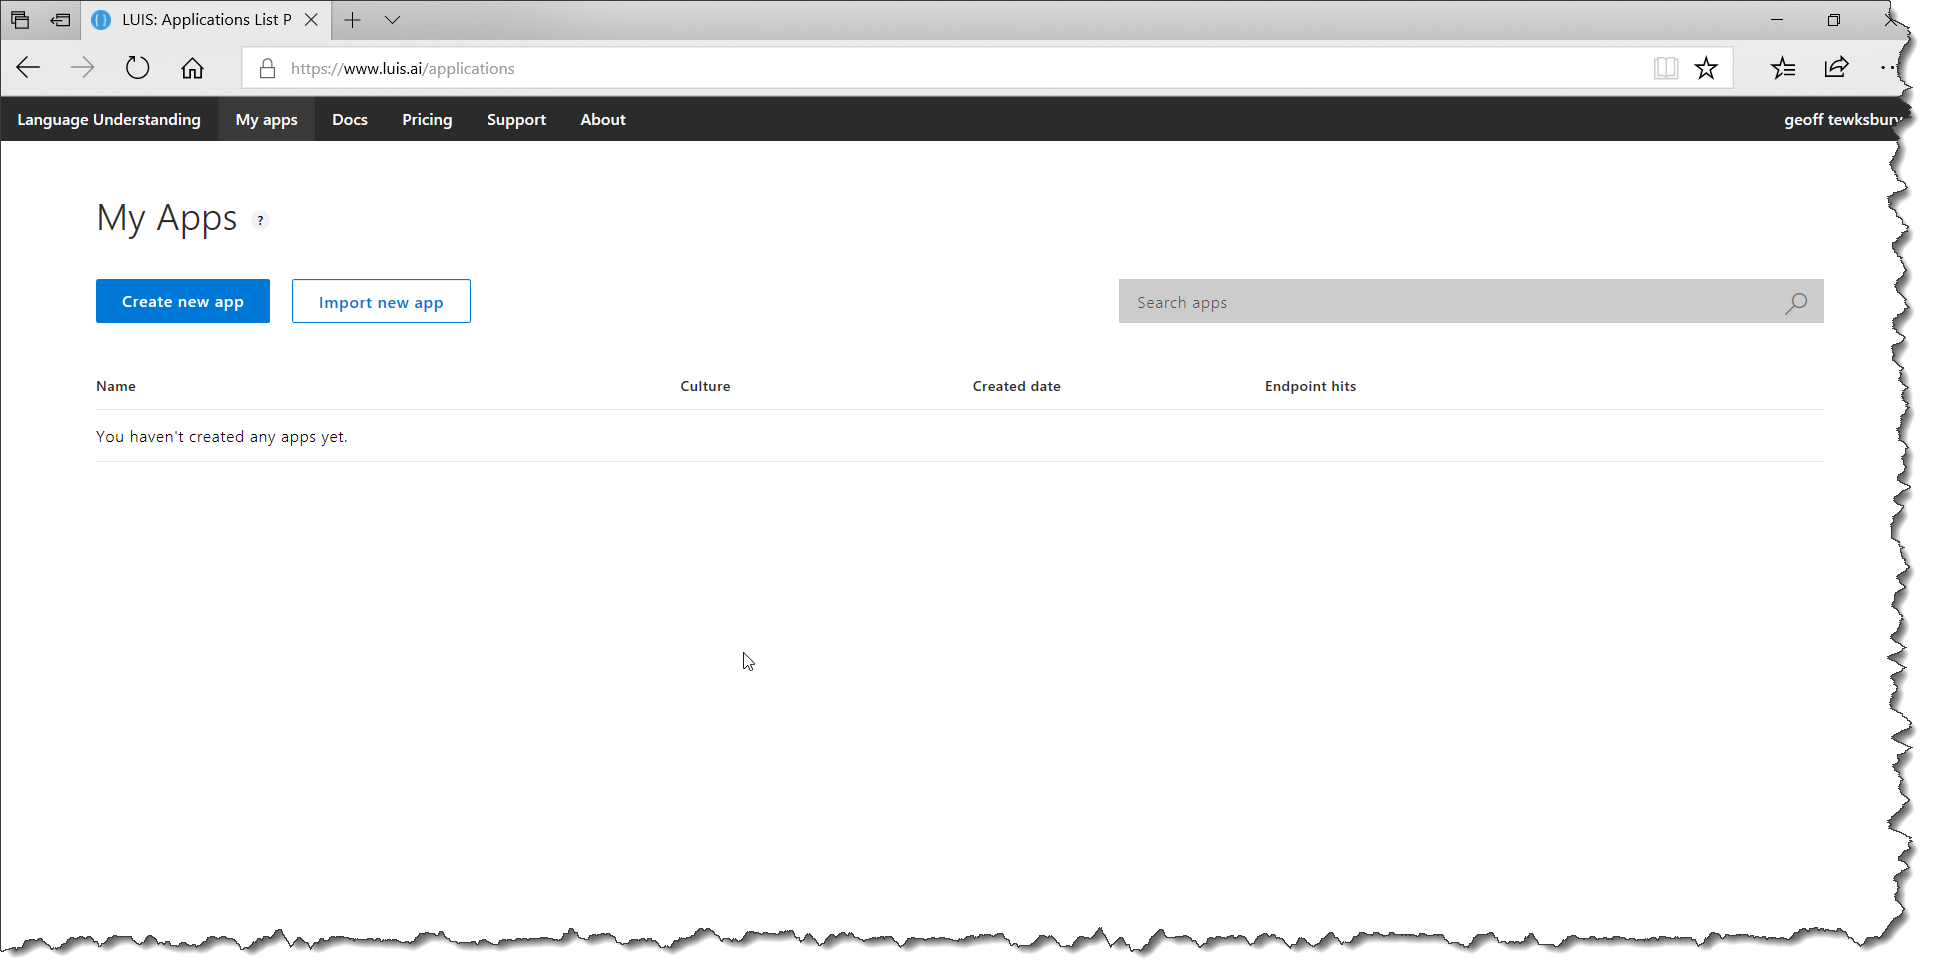 LUIS: Applications List P
https://www.luis.ai/applications
Language Understanding My apps Docs Pricing Support About geoff tewksbury
My Apps ?
Create new app Import new app Search apps
Name Culture Created date Endpoint hits
You haven't created any apps yet.